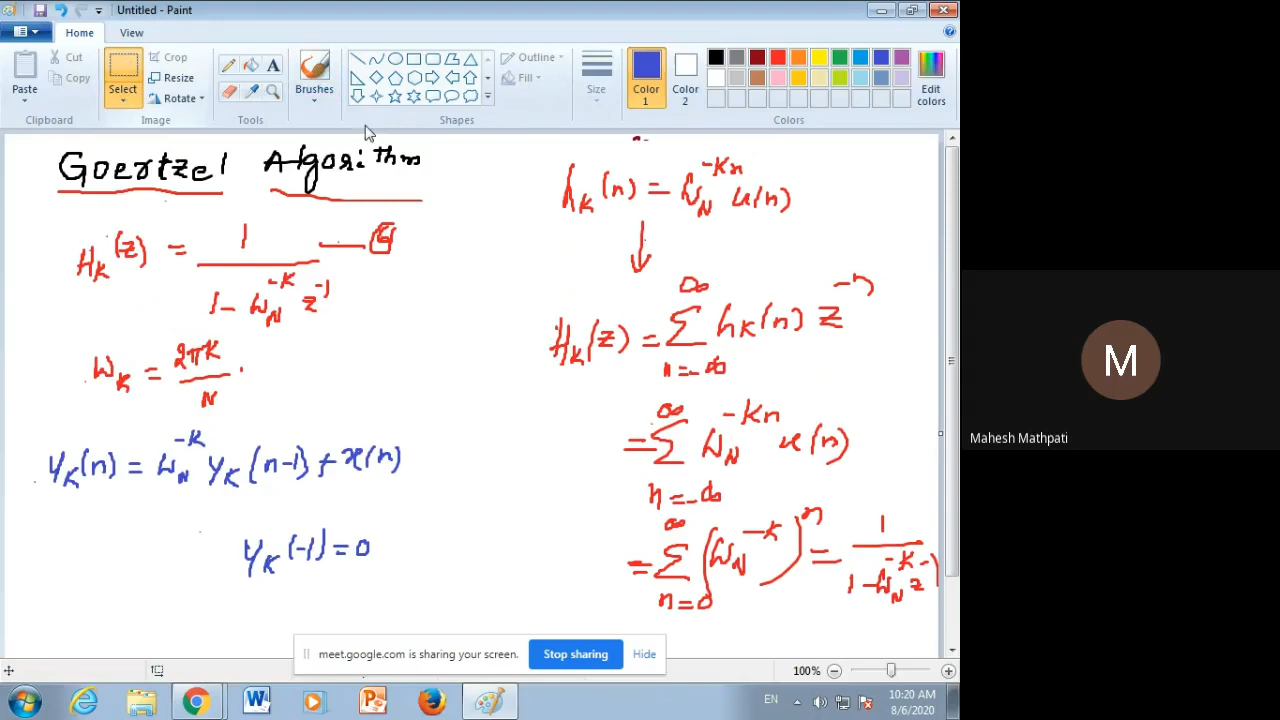 Untitled - Paint
Home View
Paste
Cut
Copy
Clipboard
Select
Crop
Resize
Rotate
Image
Tools
Brushes
Outline
Fill
Shapes
Size
Color 1
Color 2
Edit colors
Colors
Goertzel Algorithm
H_K(z) = 1 / (1 - W_N^{-K} z^{-1}) — 6
ω_K = 2πK / N
y_K(n) = W_N^{-K} y_K(n-1) + x(n)
y_K(-1) = 0
h_K(n) = W_N^{-Kn} u(n)
↓
H_K(z) = ∑_{n=-∞}^{∞} h_K(n) z^{-n}
= ∑_{n=-∞}^{∞} W_N^{-Kn} u(n)
= ∑_{n=0}^{∞} (W_N^{-K})^n = 1 / (1 - W_N^{-K} z^{-1})
M
Mahesh Mathpati
meet.google.com is sharing your screen. Stop sharing Hide
100%
EN
10:20 AM
8/6/2020